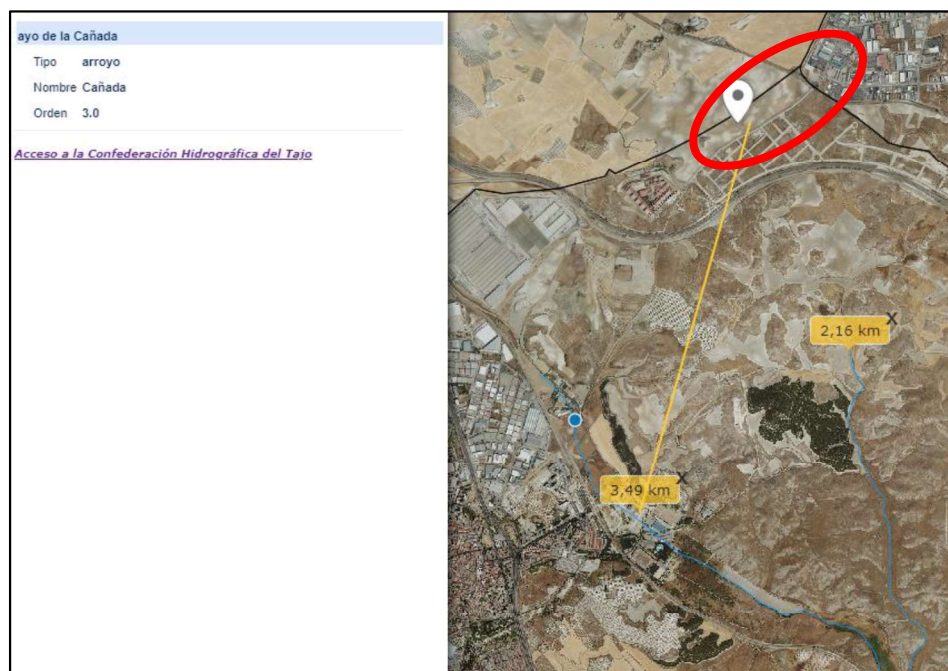 ayo de la Cañada
Tipo arroyo
Nombre Cañada
Orden 3.0
Acceso a la Confederación Hidrográfica del Tajo
X
2,16 km
X
3,49 km